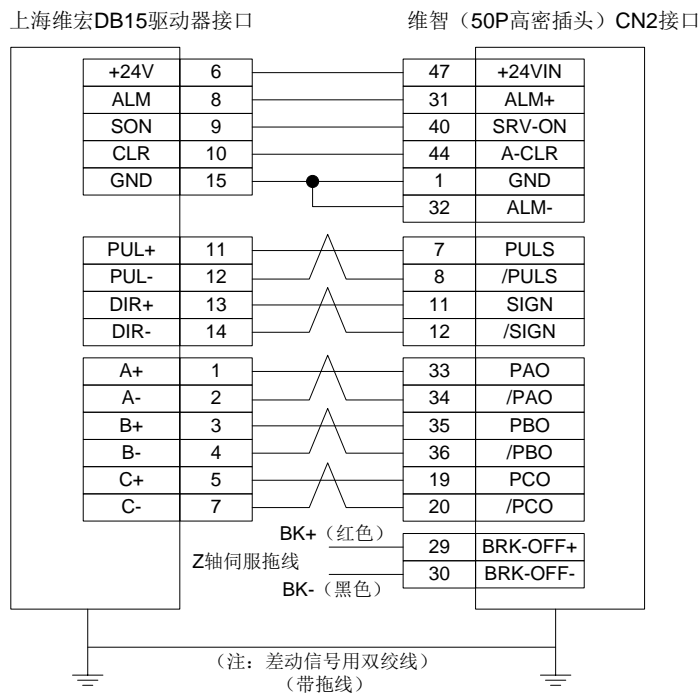 上海维宏DB15驱动器接口 维智（50P高密插头）CN2接口
+24V 6 47 +24VIN
ALM 8 31 ALM+
SON 9 40 SRV-ON
CLR 10 44 A-CLR
GND 15 1 GND
32 ALM-
PUL+ 11 7 PULS
PUL- 12 8 /PULS
DIR+ 13 11 SIGN
DIR- 14 12 /SIGN
A+ 1 33 PAO
A- 2 34 /PAO
B+ 3 35 PBO
B- 4 36 /PBO
C+ 5 19 PCO
C- 7 20 /PCO
BK+（红色）
29 BRK-OFF+
Z轴伺服拖线
30 BRK-OFF-
BK-（黑色）
（注：差动信号用双绞线）
（带拖线）